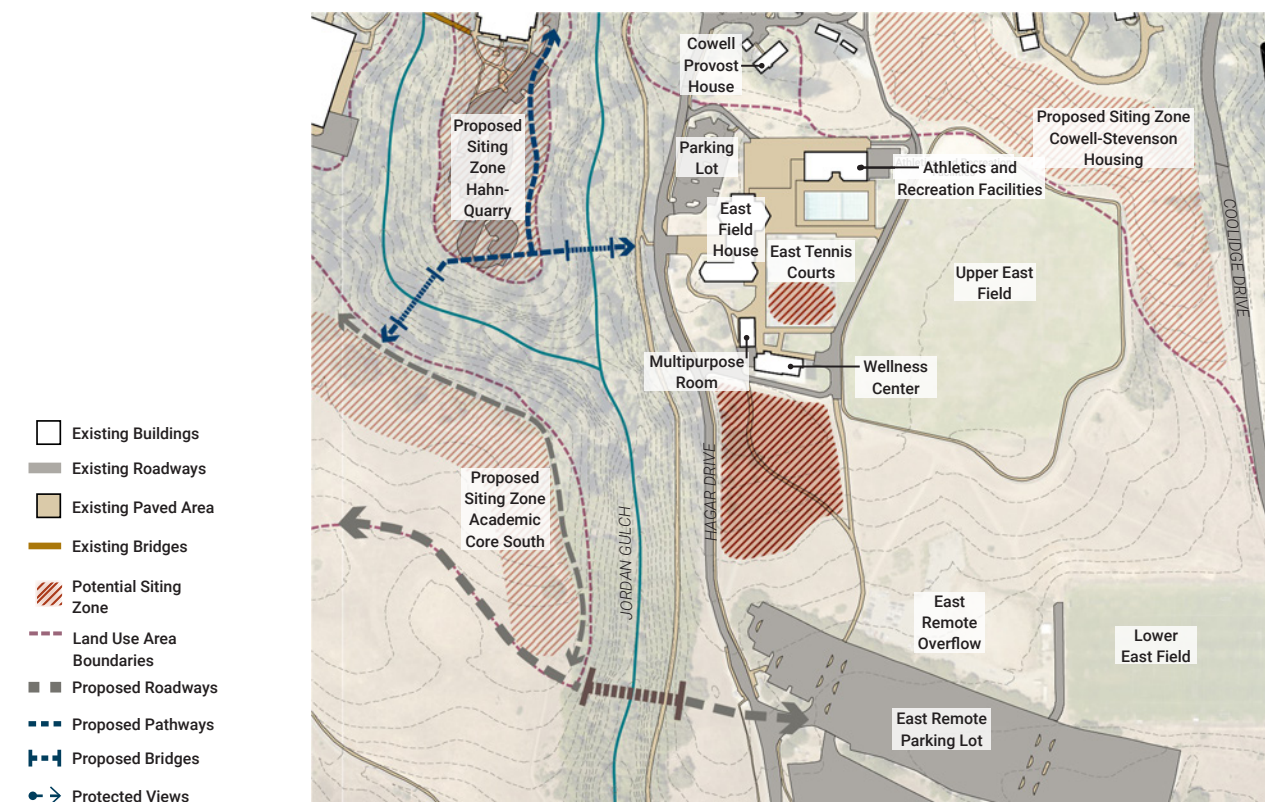 Cowell
Provost
House
Proposed
Siting
Zone
Hahn-
Quarry
Parking
Lot
Proposed Siting Zone
Cowell-Stevenson
Housing
Athletics and
Recreation Facilities
East
Field
House
East Tennis
Courts
Upper East
Field
COOLIDGE DRIVE
Multipurpose
Room
Wellness
Center
Proposed
Siting Zone
Academic
Core South
JORDAN GULCH
HAGAR DRIVE
East
Remote
Overflow
Lower
East Field
East Remote
Parking Lot
Existing Buildings
Existing Roadways
Existing Paved Area
Existing Bridges
Potential Siting
Zone
Land Use Area
Boundaries
Proposed Roadways
Proposed Pathways
Proposed Bridges
Protected Views